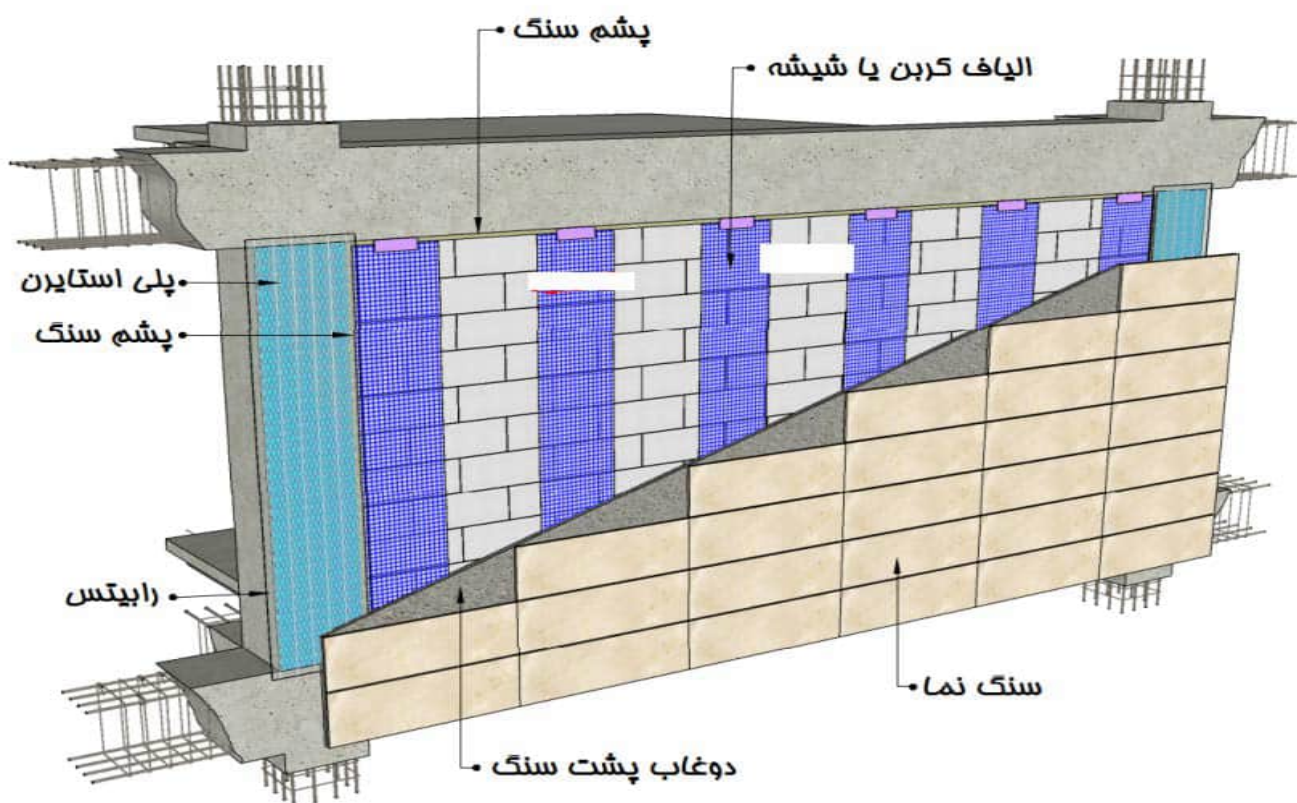 پشم سنگ
الیاف کربن یا شیشه
پلی استایرن
پشم سنگ
رابیتس
سنگ نما
دوغاب پشت سنگ